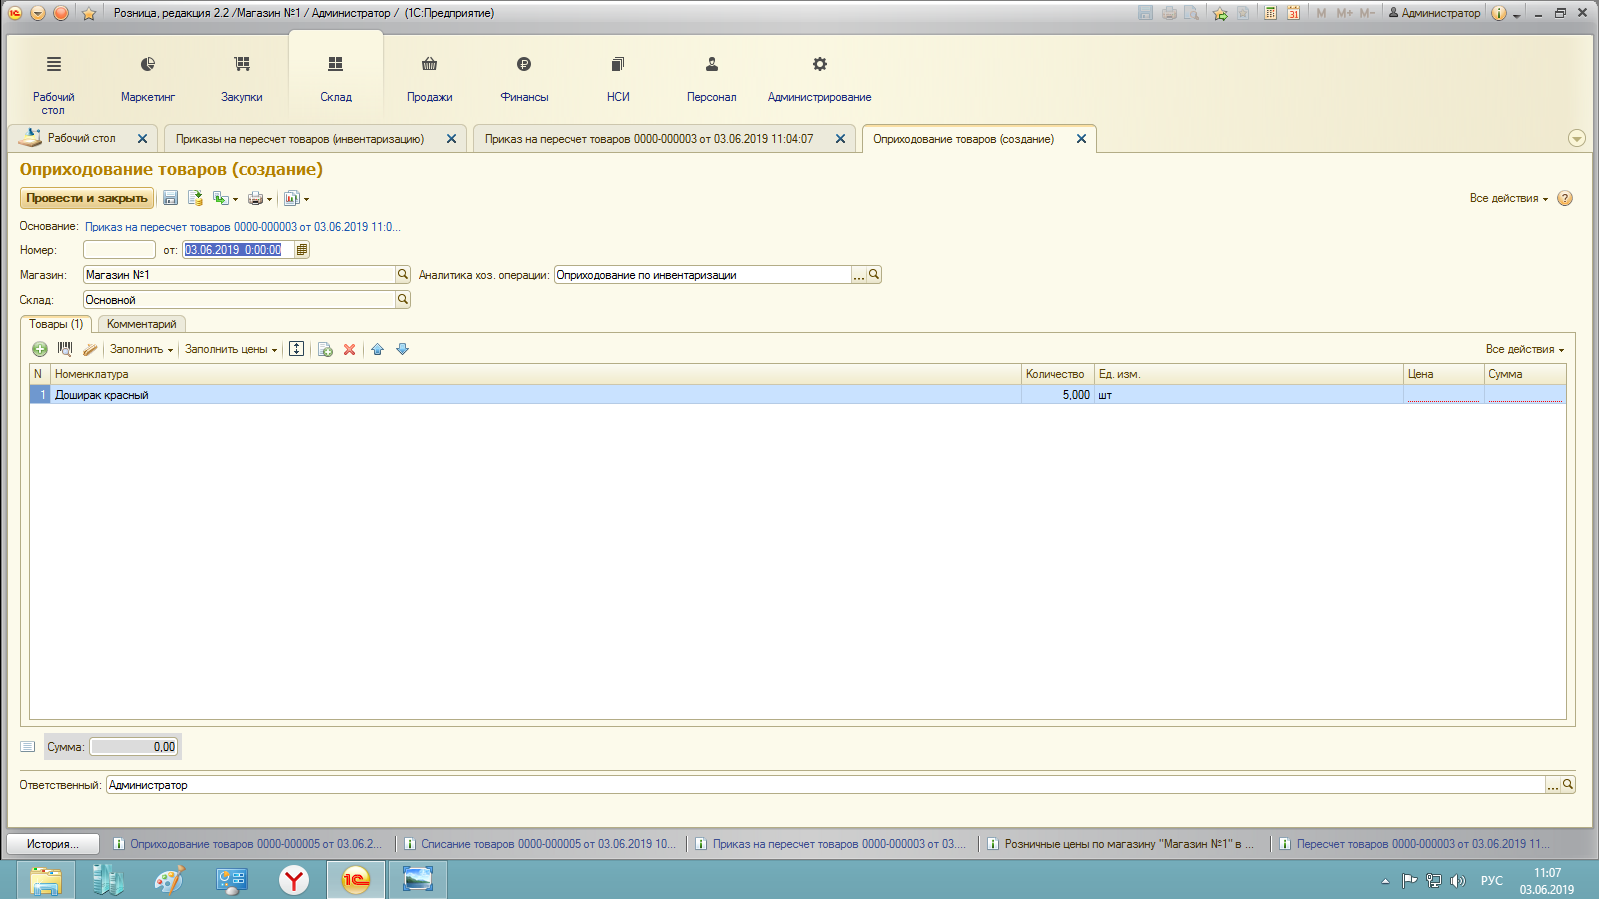 Розница, редакция 2.2 /Магазин №1 / Администратор / (1С:Предприятие)
31 M M+ M- Администратор
Рабочий стол
Маркетинг
Закупки
Склад
Продажи
Финансы
НСИ
Персонал
Администрирование
Рабочий стол
Приказы на пересчет товаров (инвентаризацию)
Приказ на пересчет товаров 0000-000003 от 03.06.2019 11:04:07
Оприходование товаров (создание)
Оприходование товаров (создание)
Провести и закрыть
Все действия
?
Основание: Приказ на пересчет товаров 0000-000003 от 03.06.2019 11:0...
Номер: от: 03.06.2019 0:00:00
Магазин: Магазин №1 Аналитика хоз. операции: Оприходование по инвентаризации ...
Склад: Основной
Товары (1) Комментарий
Заполнить Заполнить цены Все действия
N Номенклатура Количество Ед. изм. Цена Сумма
1 Доширак красный 5,000 шт
Сумма: 0,00
Ответственный: Администратор ...
История...
Оприходование товаров 0000-000005 от 03.06.2...
Списание товаров 0000-000005 от 03.06.2019 10...
Приказ на пересчет товаров 0000-000003 от 03....
Розничные цены по магазину "Магазин №1" в ...
Пересчет товаров 0000-000003 от 03.06.2019 11...
1С
РУС
11:07
03.06.2019